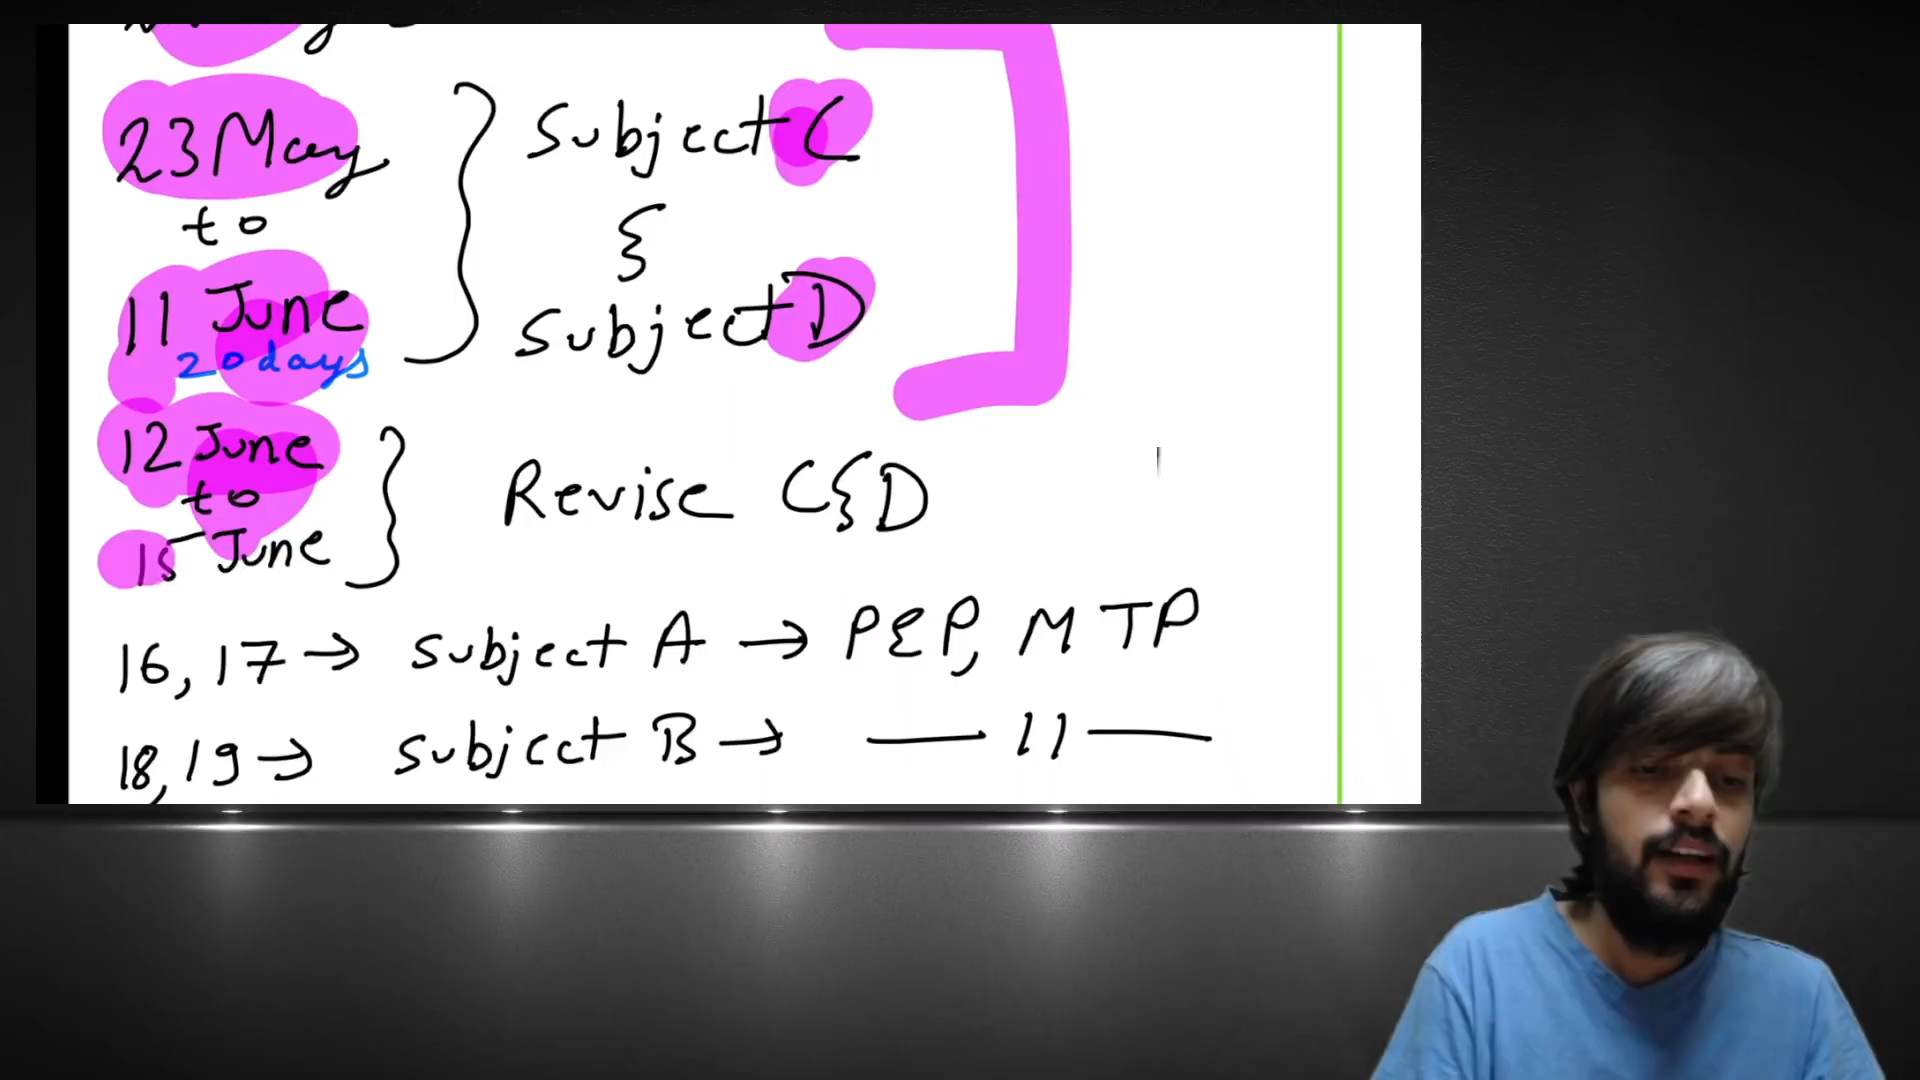 23 May
to
11 June
20 days
} Subject C
&
Subject D
12 June
to
15 June
} Revise C&D
16, 17 → Subject A → P&P, MTP
18, 19 → Subject B → — 11 —